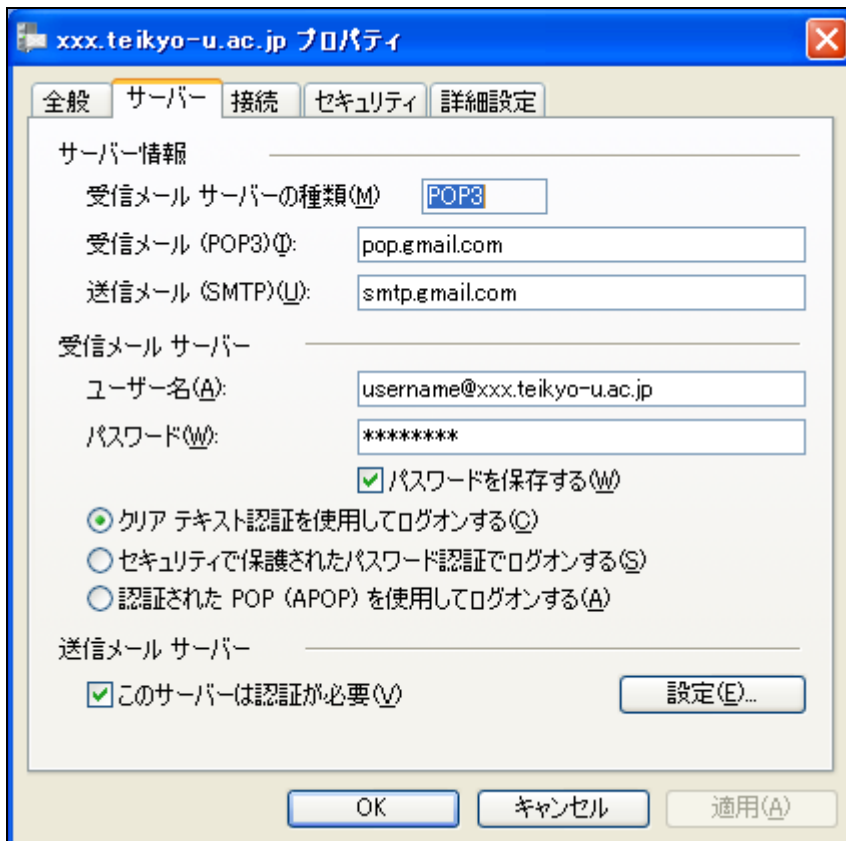 xxx.teikyo-u.ac.jp プロパティ
全般 サーバー 接続 セキュリティ 詳細設定
サーバー情報
受信メール サーバーの種類(M) POP3
受信メール (POP3)(I): pop.gmail.com
送信メール (SMTP)(U): smtp.gmail.com
受信メール サーバー
ユーザー名(A): username@xxx.teikyo-u.ac.jp
パスワード(W): ********
パスワードを保存する(W)
クリア テキスト認証を使用してログオンする(C)
セキュリティで保護されたパスワード認証でログオンする(S)
認証された POP (APOP) を使用してログオンする(A)
送信メール サーバー
このサーバーは認証が必要(V) 設定(E)...
OK キャンセル 適用(A)